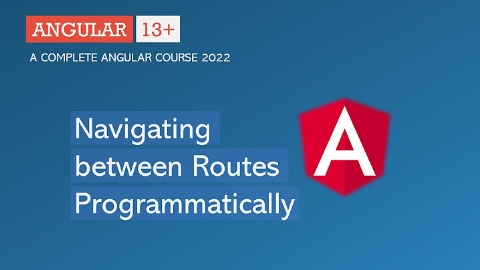 ANGULAR 13+
A COMPLETE ANGULAR COURSE 2022
Navigating
between Routes
Programmatically
A